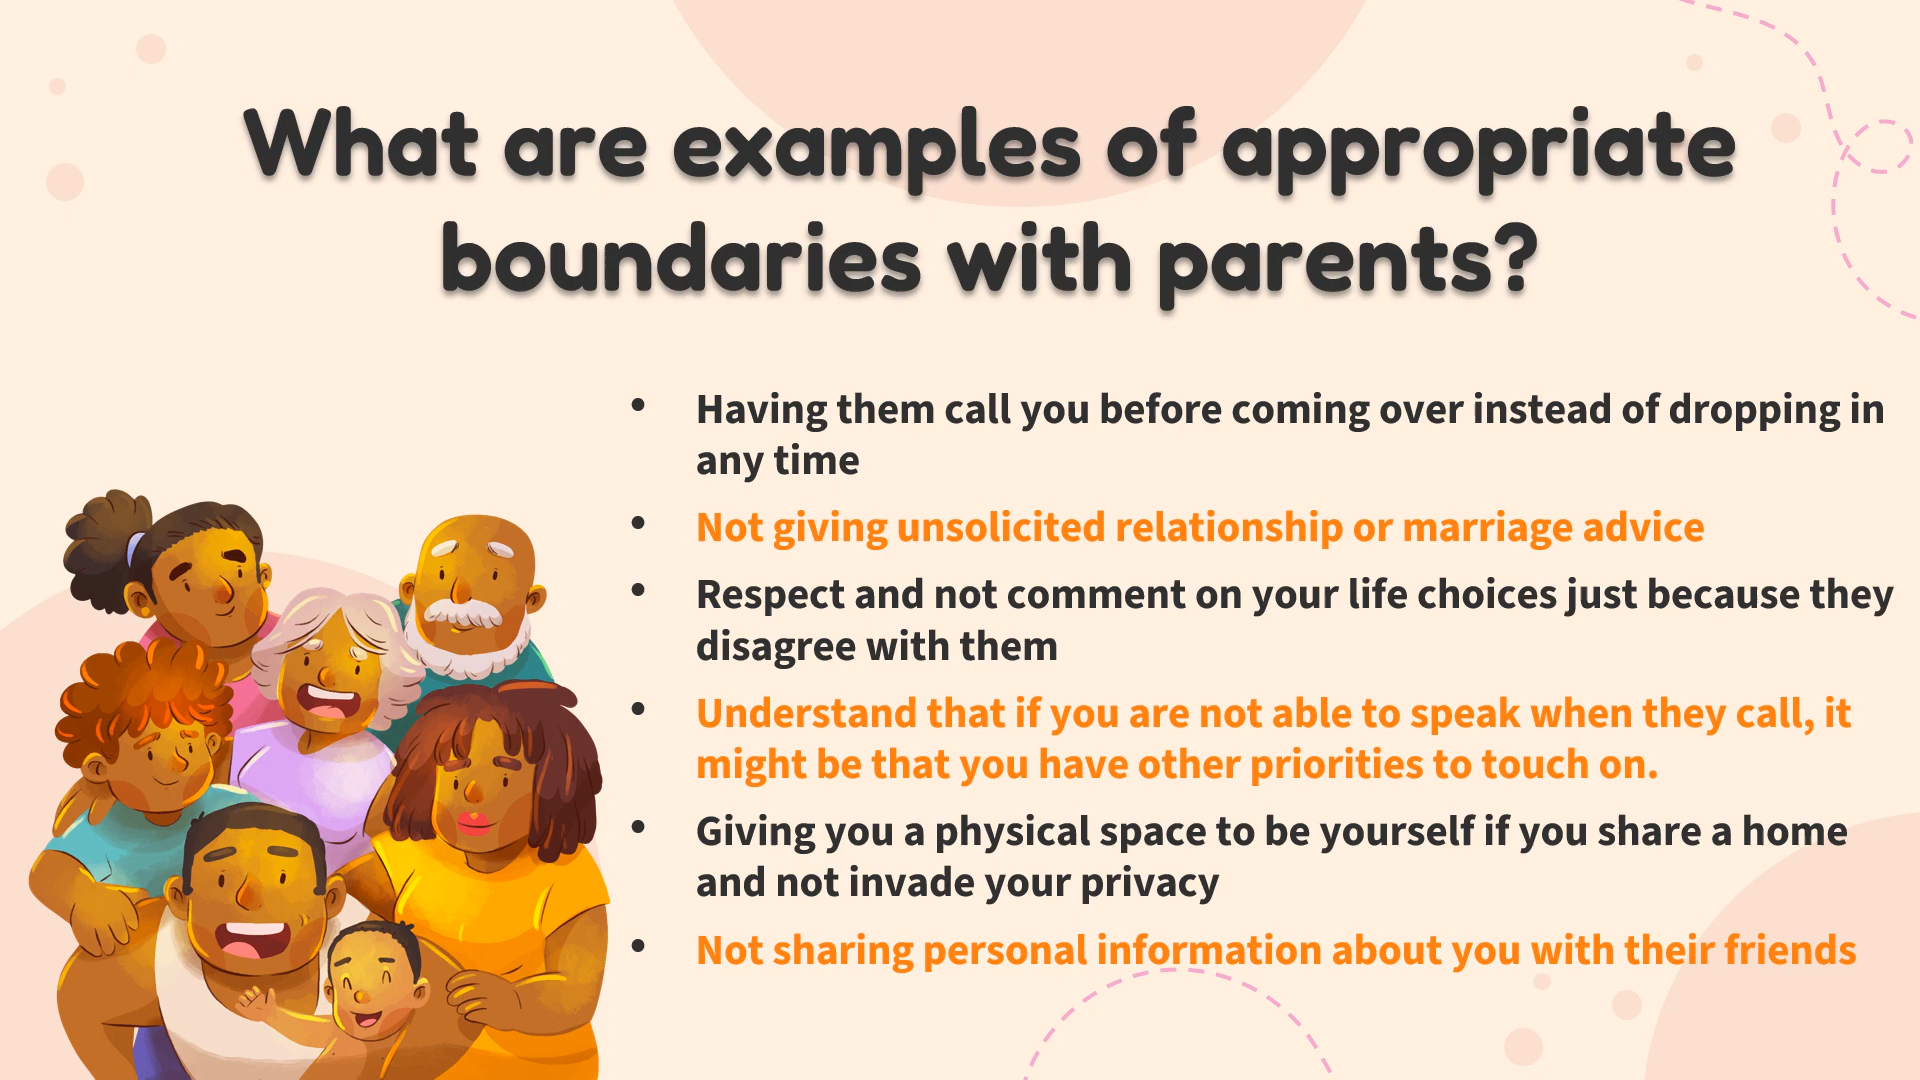 What are examples of appropriate
boundaries with parents?
• Having them call you before coming over instead of dropping in
any time
• Not giving unsolicited relationship or marriage advice
• Respect and not comment on your life choices just because they
disagree with them
• Understand that if you are not able to speak when they call, it
might be that you have other priorities to touch on.
• Giving you a physical space to be yourself if you share a home
and not invade your privacy
• Not sharing personal information about you with their friends